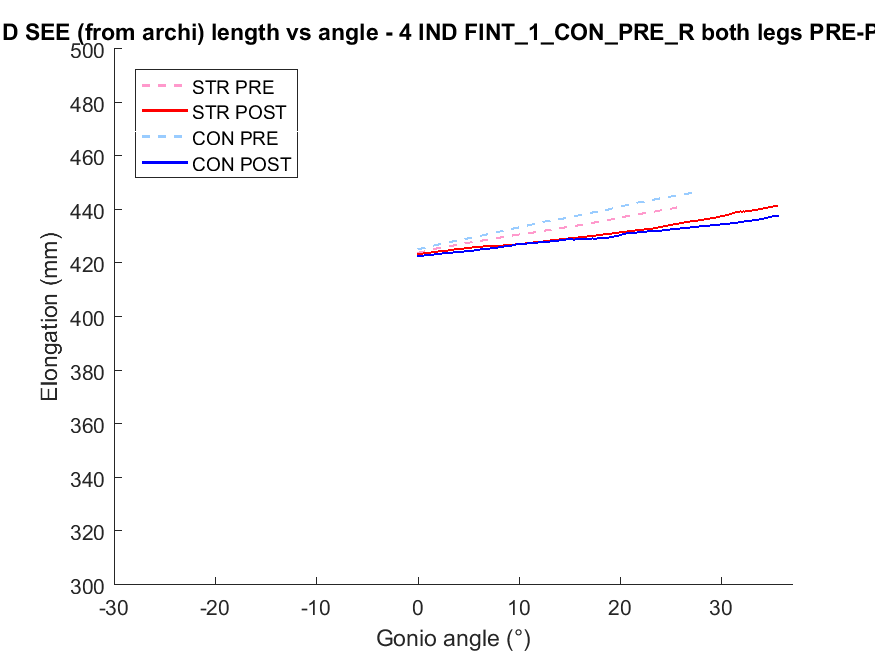 D SEE (from archi) length vs angle - 4 IND FINT_1_CON_PRE_R both legs PRE-P
STR PRE
STR POST
CON PRE
CON POST
500
480
460
440
420
400
380
360
340
320
300
Elongation (mm)
-30 -20 -10 0 10 20 30
Gonio angle (°)